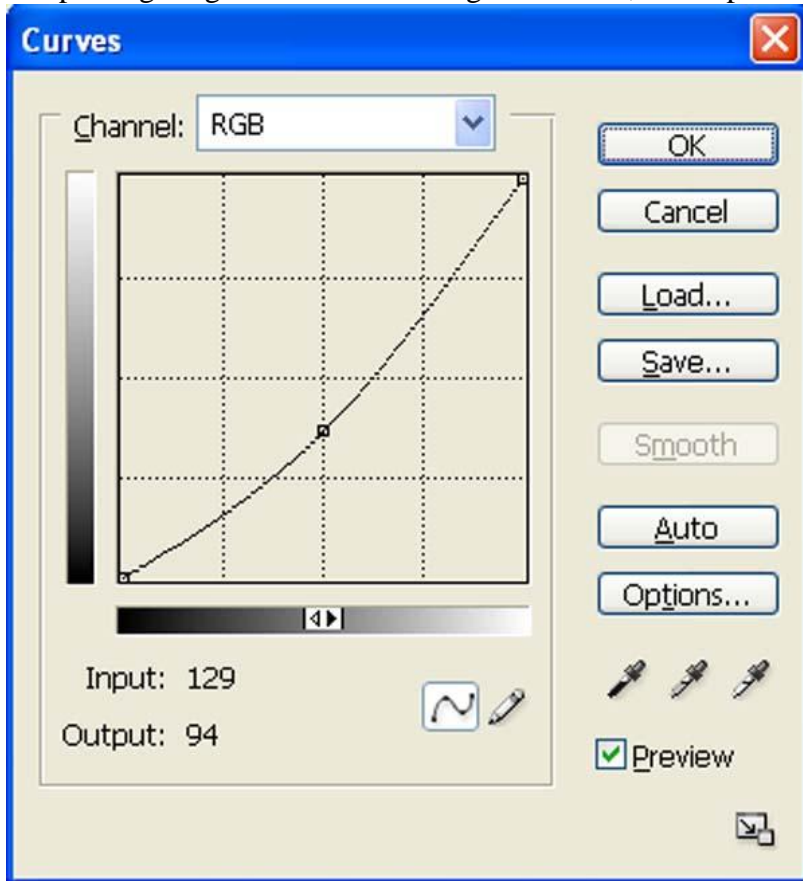 Curves
Channel: RGB
OK
Cancel
Load...
Save...
Smooth
Auto
Options...
Input: 129
Output: 94
Preview